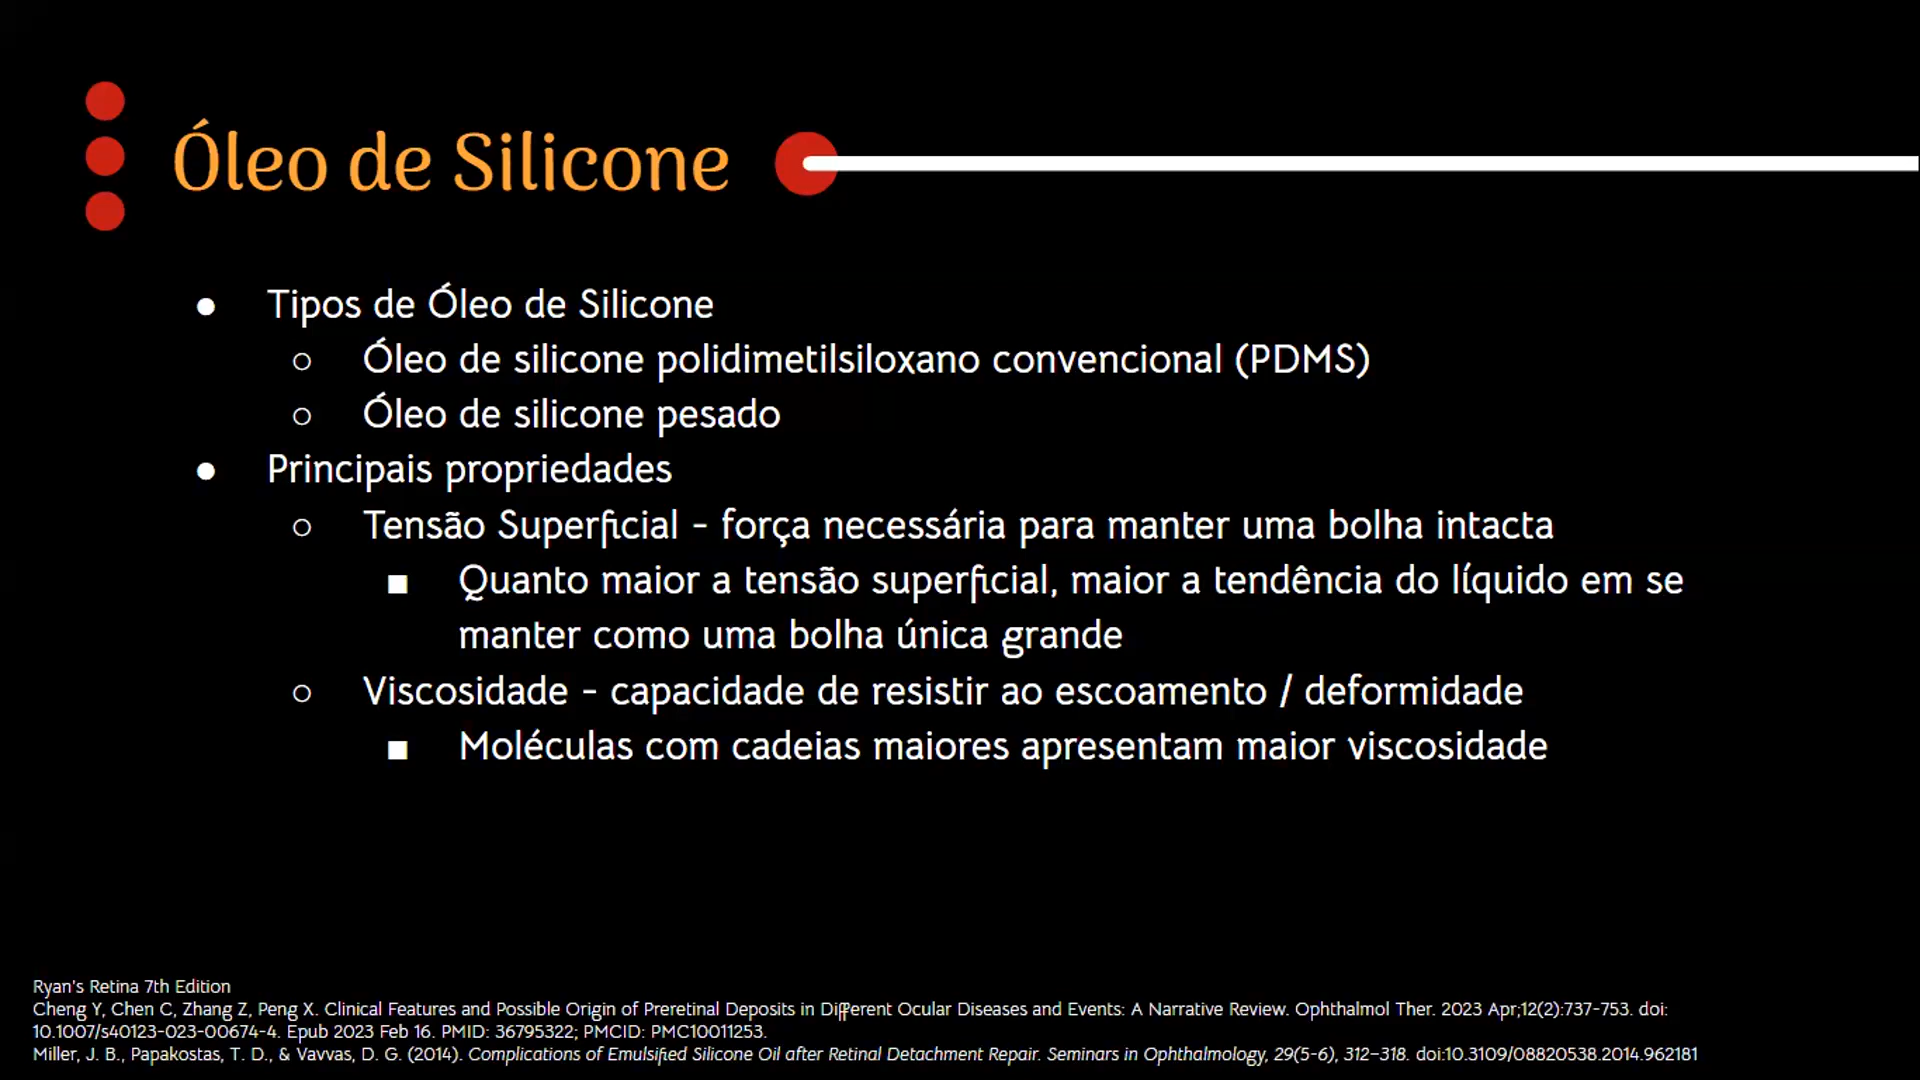 Óleo de Silicone
● Tipos de Óleo de Silicone
○ Óleo de silicone polidimetilsiloxano convencional (PDMS)
○ Óleo de silicone pesado
● Principais propriedades
○ Tensão Superficial - força necessária para manter uma bolha intacta
■ Quanto maior a tensão superficial, maior a tendência do líquido em se
manter como uma bolha única grande
○ Viscosidade - capacidade de resistir ao escoamento / deformidade
■ Moléculas com cadeias maiores apresentam maior viscosidade
Ryan's Retina 7th Edition
Cheng Y, Chen C, Zhang Z, Peng X. Clinical Features and Possible Origin of Preretinal Deposits in Different Ocular Diseases and Events: A Narrative Review. Ophthalmol Ther. 2023 Apr;12(2):737-753. doi:
10.1007/s40123-023-00674-4. Epub 2023 Feb 16. PMID: 36795322; PMCID: PMC10011253.
Miller, J. B., Papakostas, T. D., & Vavvas, D. G. (2014). Complications of Emulsified Silicone Oil after Retinal Detachment Repair. Seminars in Ophthalmology, 29(5-6), 312–318. doi:10.3109/08820538.2014.962181